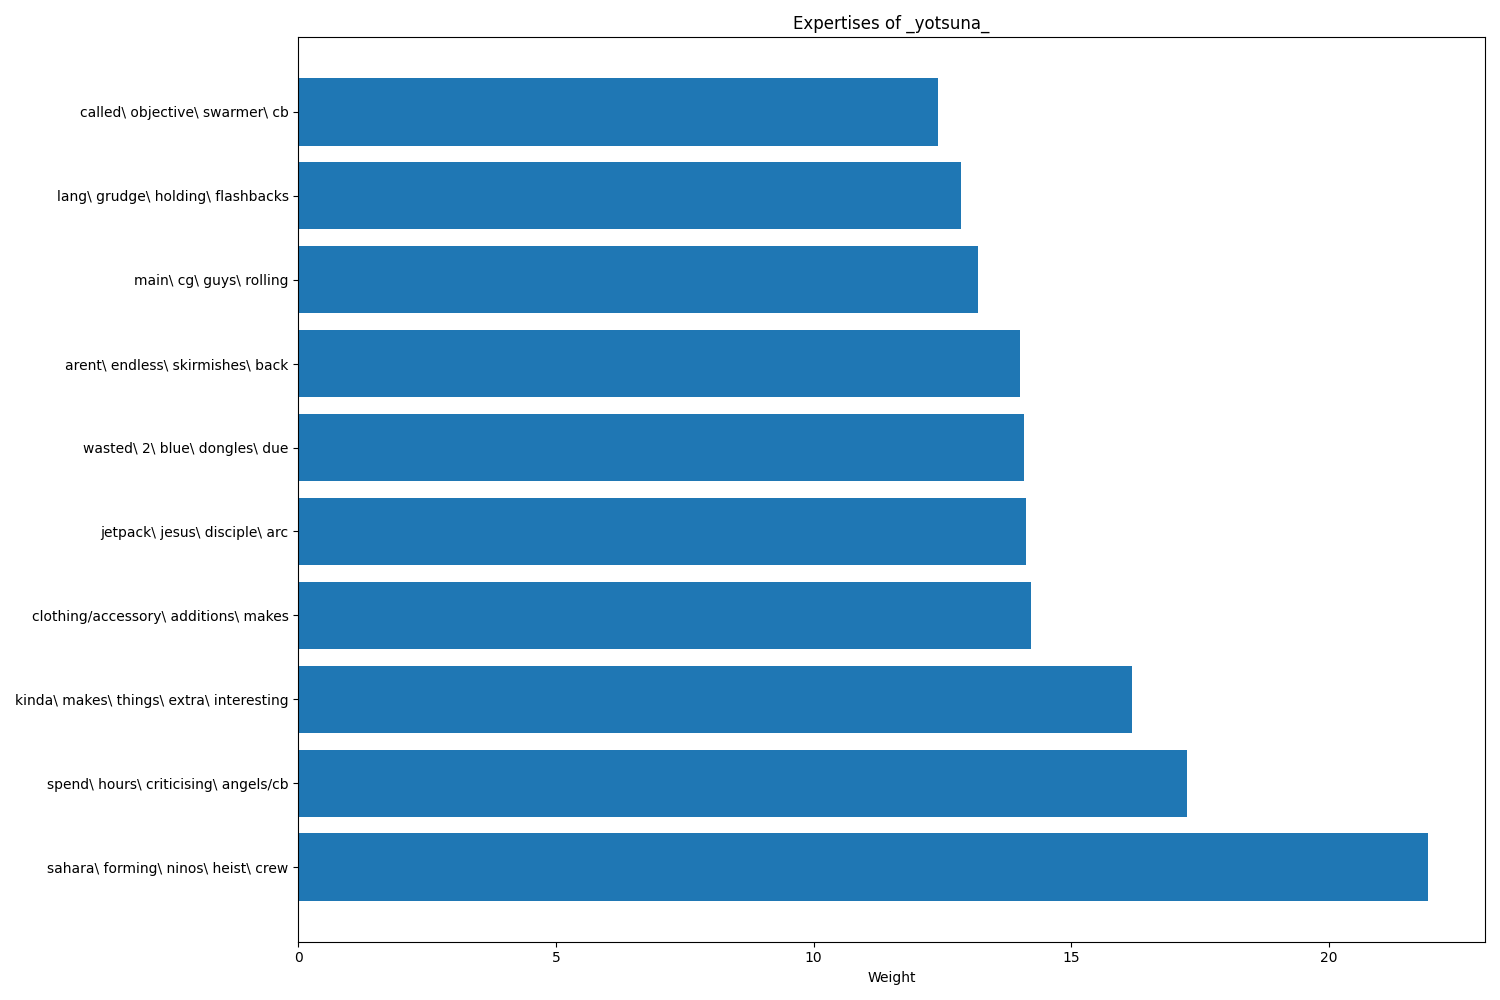 Expertises of _yotsuna_
called\ objective\ swarmer\ cb
lang\ grudge\ holding\ flashbacks
main\ cg\ guys\ rolling
arent\ endless\ skirmishes\ back
wasted\ 2\ blue\ dongles\ due
jetpack\ jesus\ disciple\ arc
clothing/accessory\ additions\ makes
kinda\ makes\ things\ extra\ interesting
spend\ hours\ criticising\ angels/cb
sahara\ forming\ ninos\ heist\ crew
0 5 10 15 20
Weight